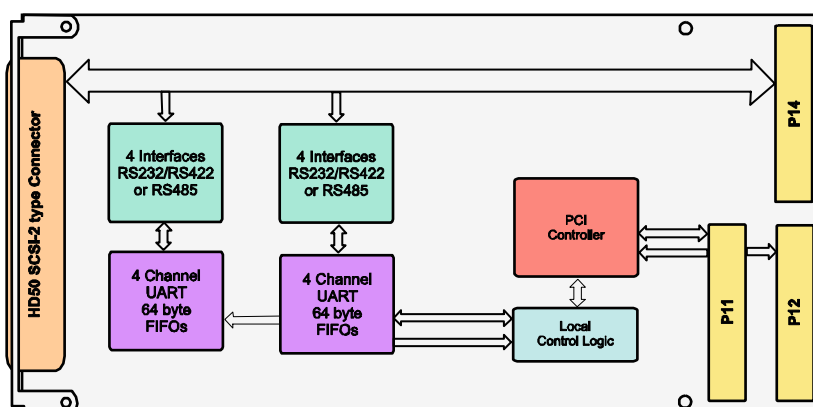 HD50 SCSI-2 type Connector
4 Interfaces
RS232/RS422
or RS485
4 Interfaces
RS232/RS422
or RS485
P14
PCI
Controller
4 Channel
UART
64 byte
FIFOs
4 Channel
UART
64 byte
FIFOs
Local
Control Logic
P11
P12